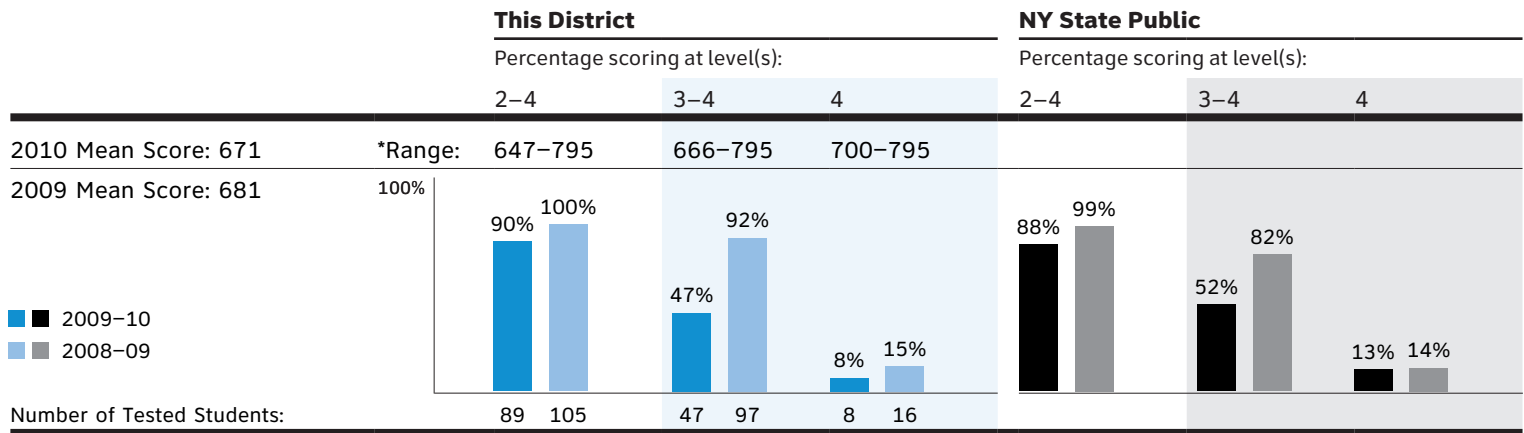 This District NY State Public
Percentage scoring at level(s): Percentage scoring at level(s):
2–4 3–4 4 2–4 3–4 4
2010 Mean Score: 671 *Range: 647–795 666–795 700–795
2009 Mean Score: 681 100%
90% 100% 47% 92% 8% 15% 88% 99% 52% 82% 13% 14%
2009–10
2008–09
Number of Tested Students: 89 105 47 97 8 16